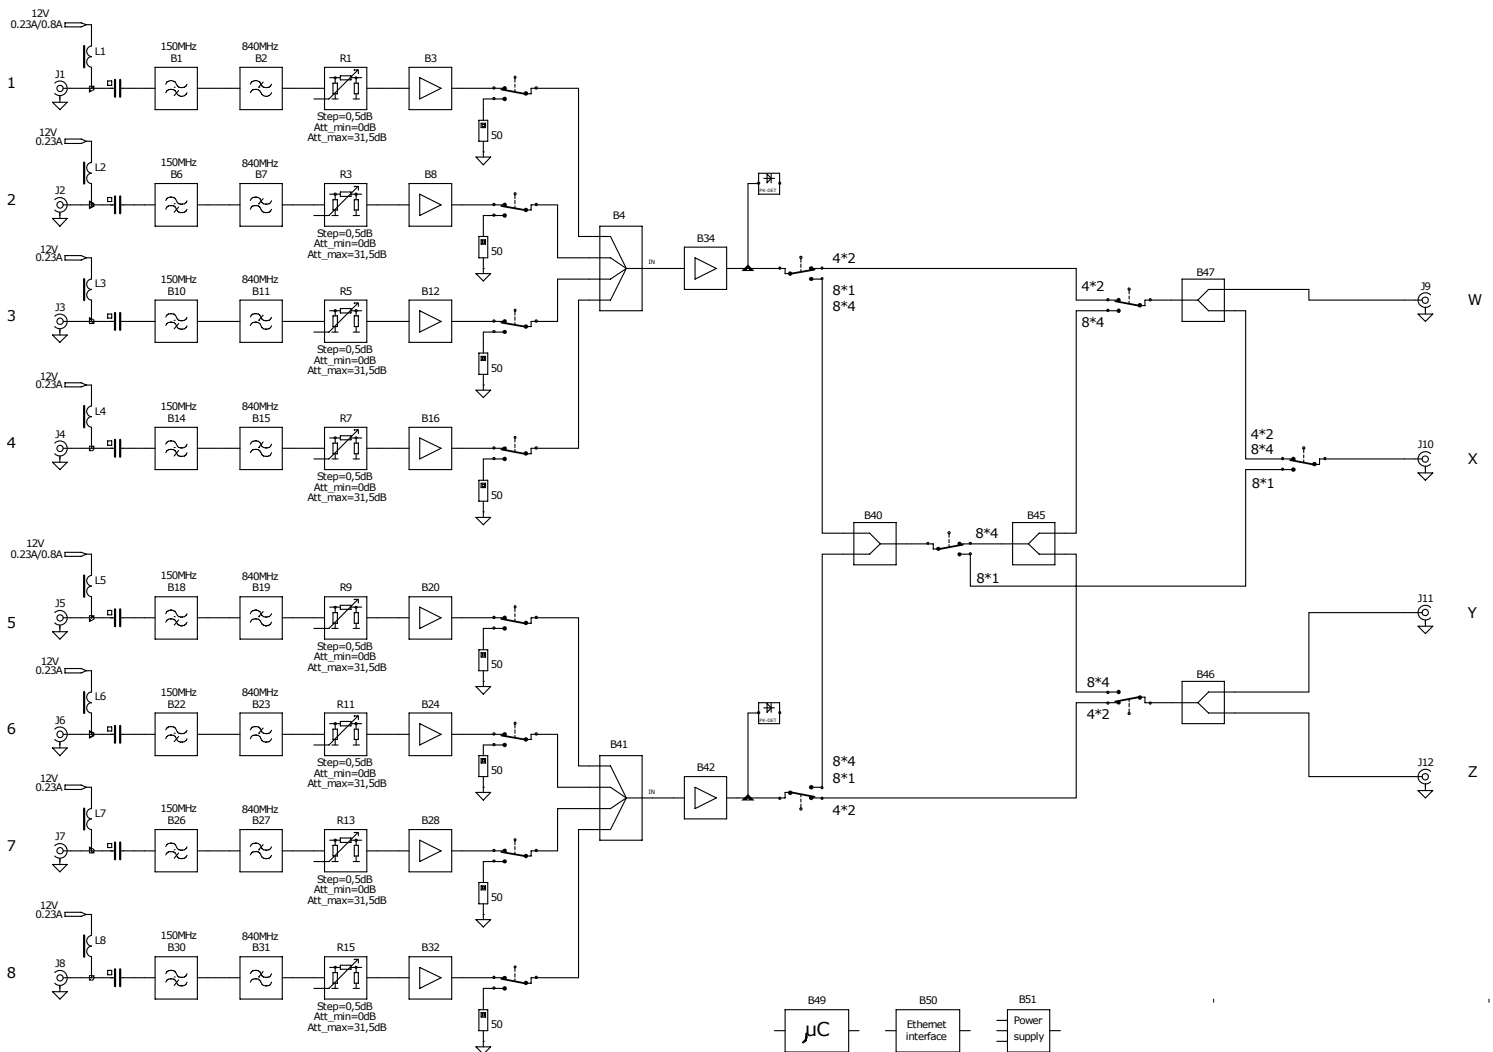 12V
0.23A/0.8A
L1
J1
1
150MHz
B1
840MHz
B2
R1
Step=0,5dB
Att_min=0dB
Att_max=31,5dB
B3
50
12V
0.23A
L2
J2
2
150MHz
B6
840MHz
B7
R3
Step=0,5dB
Att_min=0dB
Att_max=31,5dB
B8
50
12V
0.23A
L3
J3
3
150MHz
B10
840MHz
B11
R5
Step=0,5dB
Att_min=0dB
Att_max=31,5dB
B12
50
12V
0.23A
L4
J4
4
150MHz
B14
840MHz
B15
R7
Step=0,5dB
Att_min=0dB
Att_max=31,5dB
B16
50
B4
IN
B34
PK-DET
4*2
8*1
8*4
4*2
8*4
B47
J9
W
4*2
8*4
8*1
J10
X
B40
8*4
8*1
B45
12V
0.23A/0.8A
L5
J5
5
150MHz
B18
840MHz
B19
R9
Step=0,5dB
Att_min=0dB
Att_max=31,5dB
B20
50
12V
0.23A
L6
J6
6
150MHz
B22
840MHz
B23
R11
Step=0,5dB
Att_min=0dB
Att_max=31,5dB
B24
50
12V
0.23A
L7
J7
7
150MHz
B26
840MHz
B27
R13
Step=0,5dB
Att_min=0dB
Att_max=31,5dB
B28
50
12V
0.23A
L8
J8
8
150MHz
B30
840MHz
B31
R15
Step=0,5dB
Att_min=0dB
Att_max=31,5dB
B32
50
B41
IN
B42
PK-DET
8*4
8*1
4*2
8*4
4*2
B46
J11
Y
J12
Z
B49
µC
B50
Ethernet
interface
B51
Power
supply